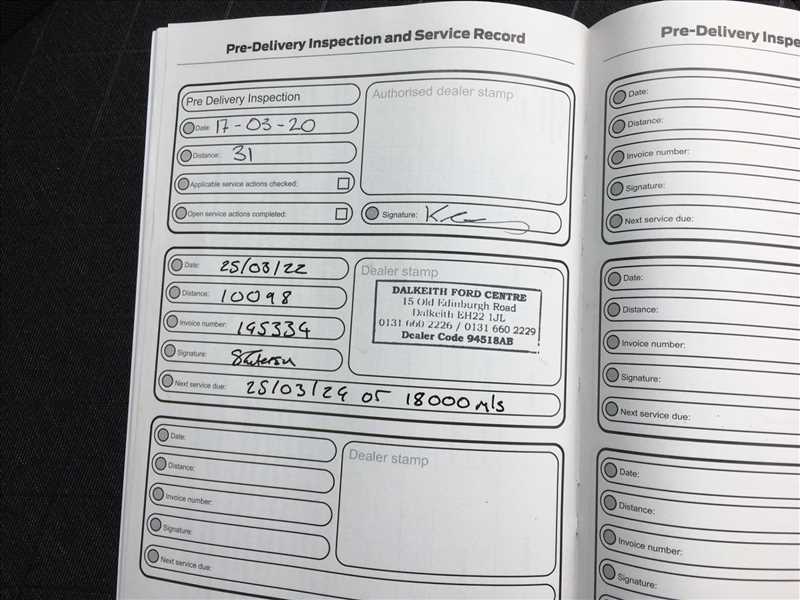 Pre-Delivery Inspection and Service Record
Pre Delivery Inspection
Date: 17-03-20
Distance: 31
Applicable service actions checked:
Open service actions completed:
Authorised dealer stamp
Signature:
Date: 25/03/22
Distance: 10098
Invoice number: 195334
Signature:
Next service due: 25/03/24 or 18000 mls
Dealer stamp
DALKEITH FORD CENTRE
15 Old Edinburgh Road
Dalkeith EH22 1JL
0131 660 2226 / 0131 660 2229
Dealer Code 94518AB
Date:
Distance:
Invoice number:
Signature:
Next service due:
Dealer stamp
Pre-Delivery Inspe
Date:
Distance:
Invoice number:
Signature:
Next service due:
Date:
Distance:
Invoice number:
Signature:
Next service due:
Date:
Distance:
Invoice number:
Signature: